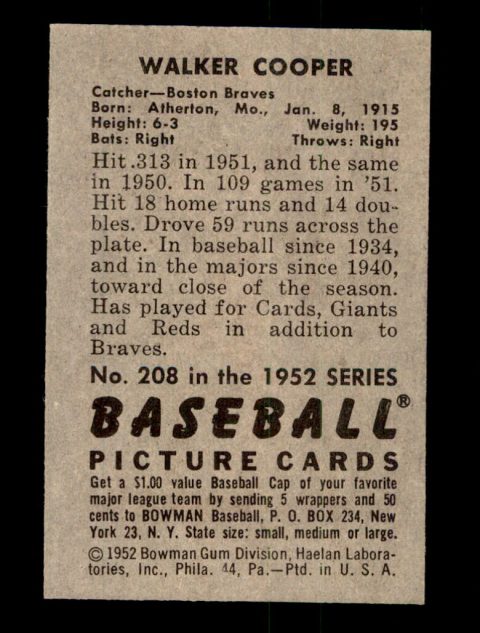 WALKER COOPER
Catcher—Boston Braves
Born: Atherton, Mo., Jan. 8, 1915
Height: 6-3 Weight: 195
Bats: Right Throws: Right
Hit .313 in 1951, and the same
in 1950. In 109 games in '51.
Hit 18 home runs and 14 dou-
bles. Drove 59 runs across the
plate. In baseball since 1934,
and in the majors since 1940,
toward close of the season.
Has played for Cards, Giants
and Reds in addition to
Braves.
No. 208 in the 1952 SERIES
BASEBALL®
PICTURE CARDS
Get a $1.00 value Baseball Cap of your favorite
major league team by sending 5 wrappers and 50
cents to BOWMAN Baseball, P. O. BOX 234, New
York 23, N. Y. State size: small, medium or large.
© 1952 Bowman Gum Division, Haelan Labora-
tories, Inc., Phila. 44, Pa.—Ptd. in U. S. A.